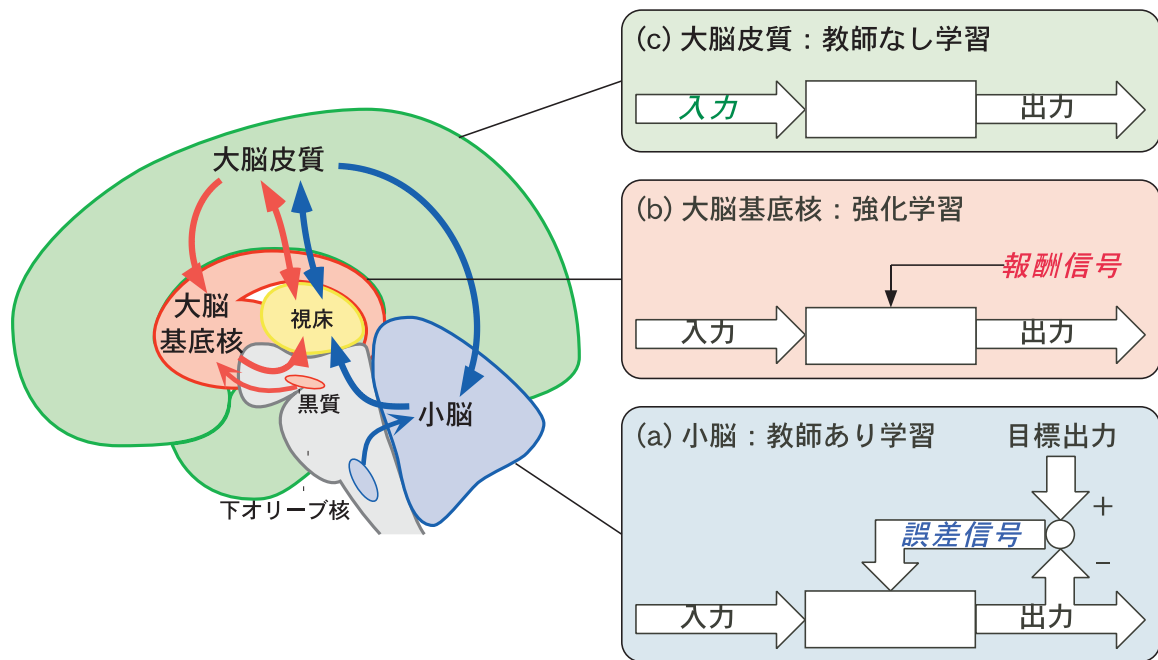 大脳皮質
大脳
基底核
視床
黒質
小脳
下オリーブ核
(c) 大脳皮質：教師なし学習
入力
出力
(b) 大脳基底核：強化学習
報酬信号
入力
出力
(a) 小脳：教師あり学習
目標出力
+
誤差信号
−
入力
出力